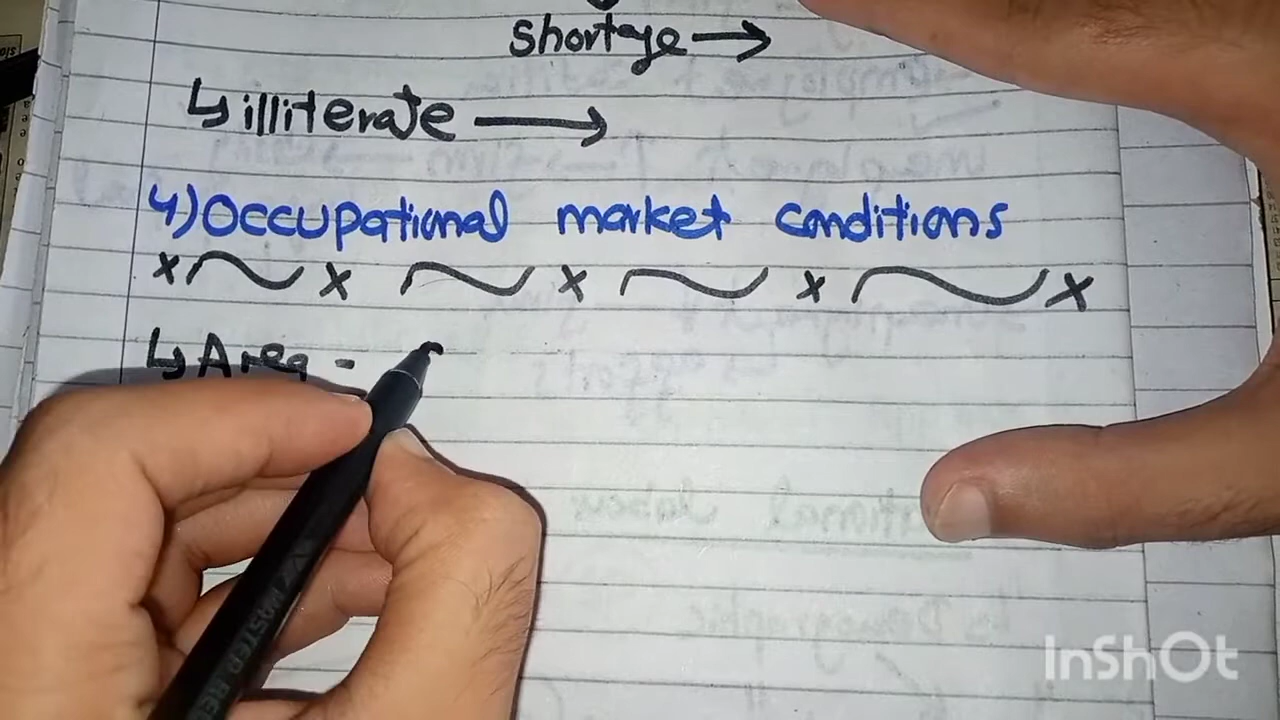 Shortage →
↳ illiterate →
4) Occupational market conditions
x ~ x ~ x ~ x ~ x
↳ Area -
InShOt